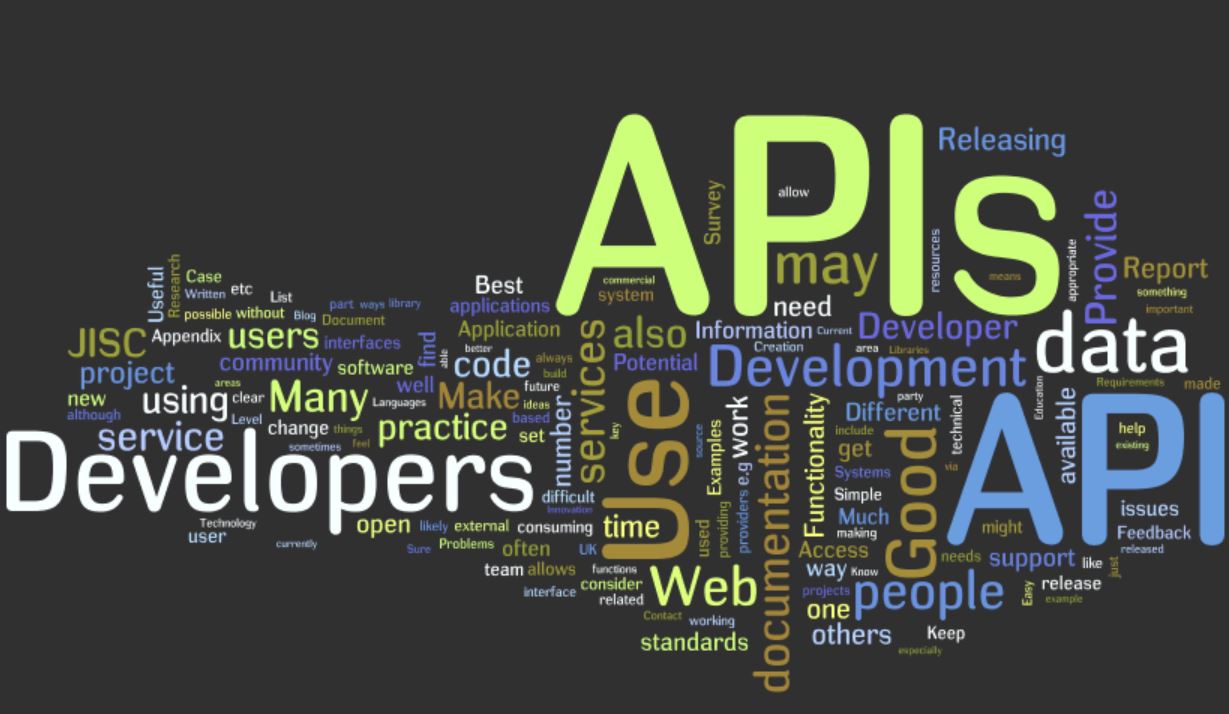 APIs
Releasing
Survey
allow
Provide
resources
appropriate
may
means
Report
something
important
commercial
system
need
Useful
Research
Case
Written
etc
List
possible
without
Blog
part
ways
library
Document
Best
applications
Application
JISC
Appendix
users
interfaces
find
able
better
code
always
build
services
also
Information
Current
Developer
Creation
area
Libraries
data
Potential
Development
project
community
software
areas
well
Make
future
ideas
new
using
clear
Many
Languages
although
Level
change
things
practice
based
set
number
key
Use
source
Examples
work
e.g
documentation
Functionality
party
Different
include
get
Good
technical
via
Education
available
Requirements
made
API
help
existing
service
sometimes
feel
Developers
difficult
Innovation
Systems
Simple
Much
making
might
issues
Feedback
released
Technology
user
currently
open
likely
external
consuming
time
used
providing
providers
Sure
Problems
often
UK
Access
needs
support
like
just
team
allows
functions
consider
interface
related
Web
way
Know
projects
people
one
Easy
release
example
Contact
working
standards
others
Keep
especially